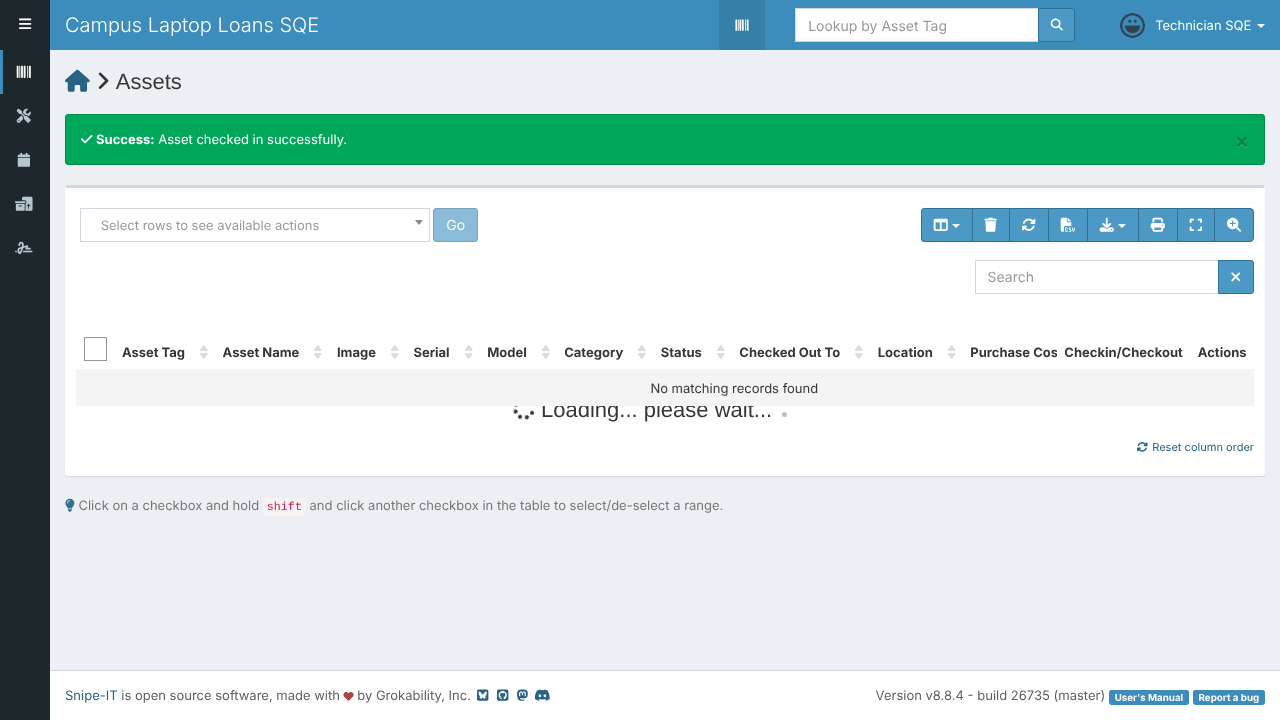 Campus Laptop Loans SQE
Lookup by Asset Tag
Technician SQE
Assets
Success: Asset checked in successfully.
×
Select rows to see available actions
Go
CSV
Search
Asset Tag Asset Name Image Serial Model Category Status Checked Out To Location Purchase Cos Checkin/Checkout Actions
No matching records found
Loading... please wait...
Reset column order
Click on a checkbox and hold shift and click another checkbox in the table to select/de-select a range.
Snipe-IT is open source software, made with ♥ by Grokability, Inc.
Version v8.8.4 - build 26735 (master) User's Manual Report a bug